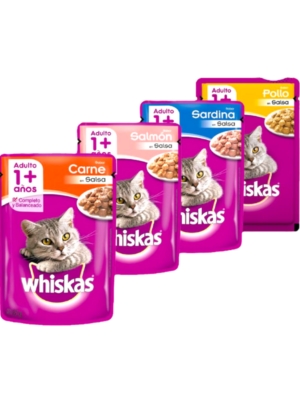 Adulto
1+
años
Completo y
Balanceado
Carne
en Salsa
whiskas
Adulto
1+
Salmón
en Salsa
whiskas
Adulto
1+
Sardina
en Salsa
whiskas
Adulto
1+
Pollo
en Salsa